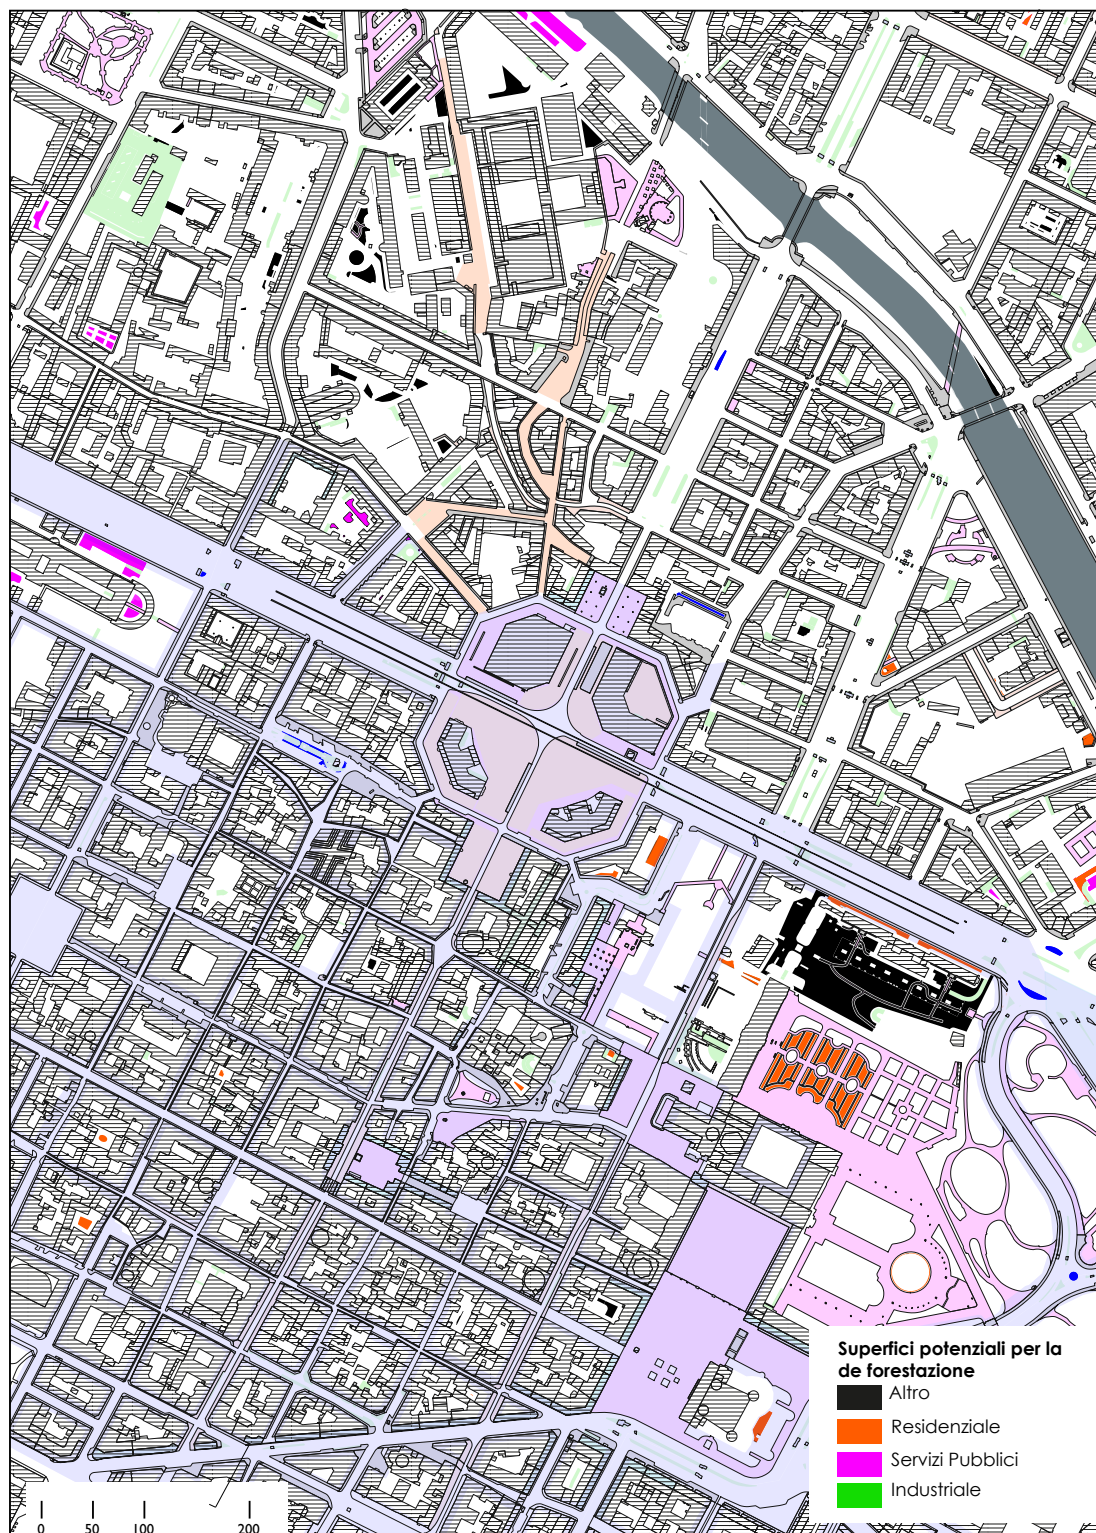 Superfici potenziali per la
de forestazione
Altro
Residenziale
Servizi Pubblici
Industriale
0 50 100 200